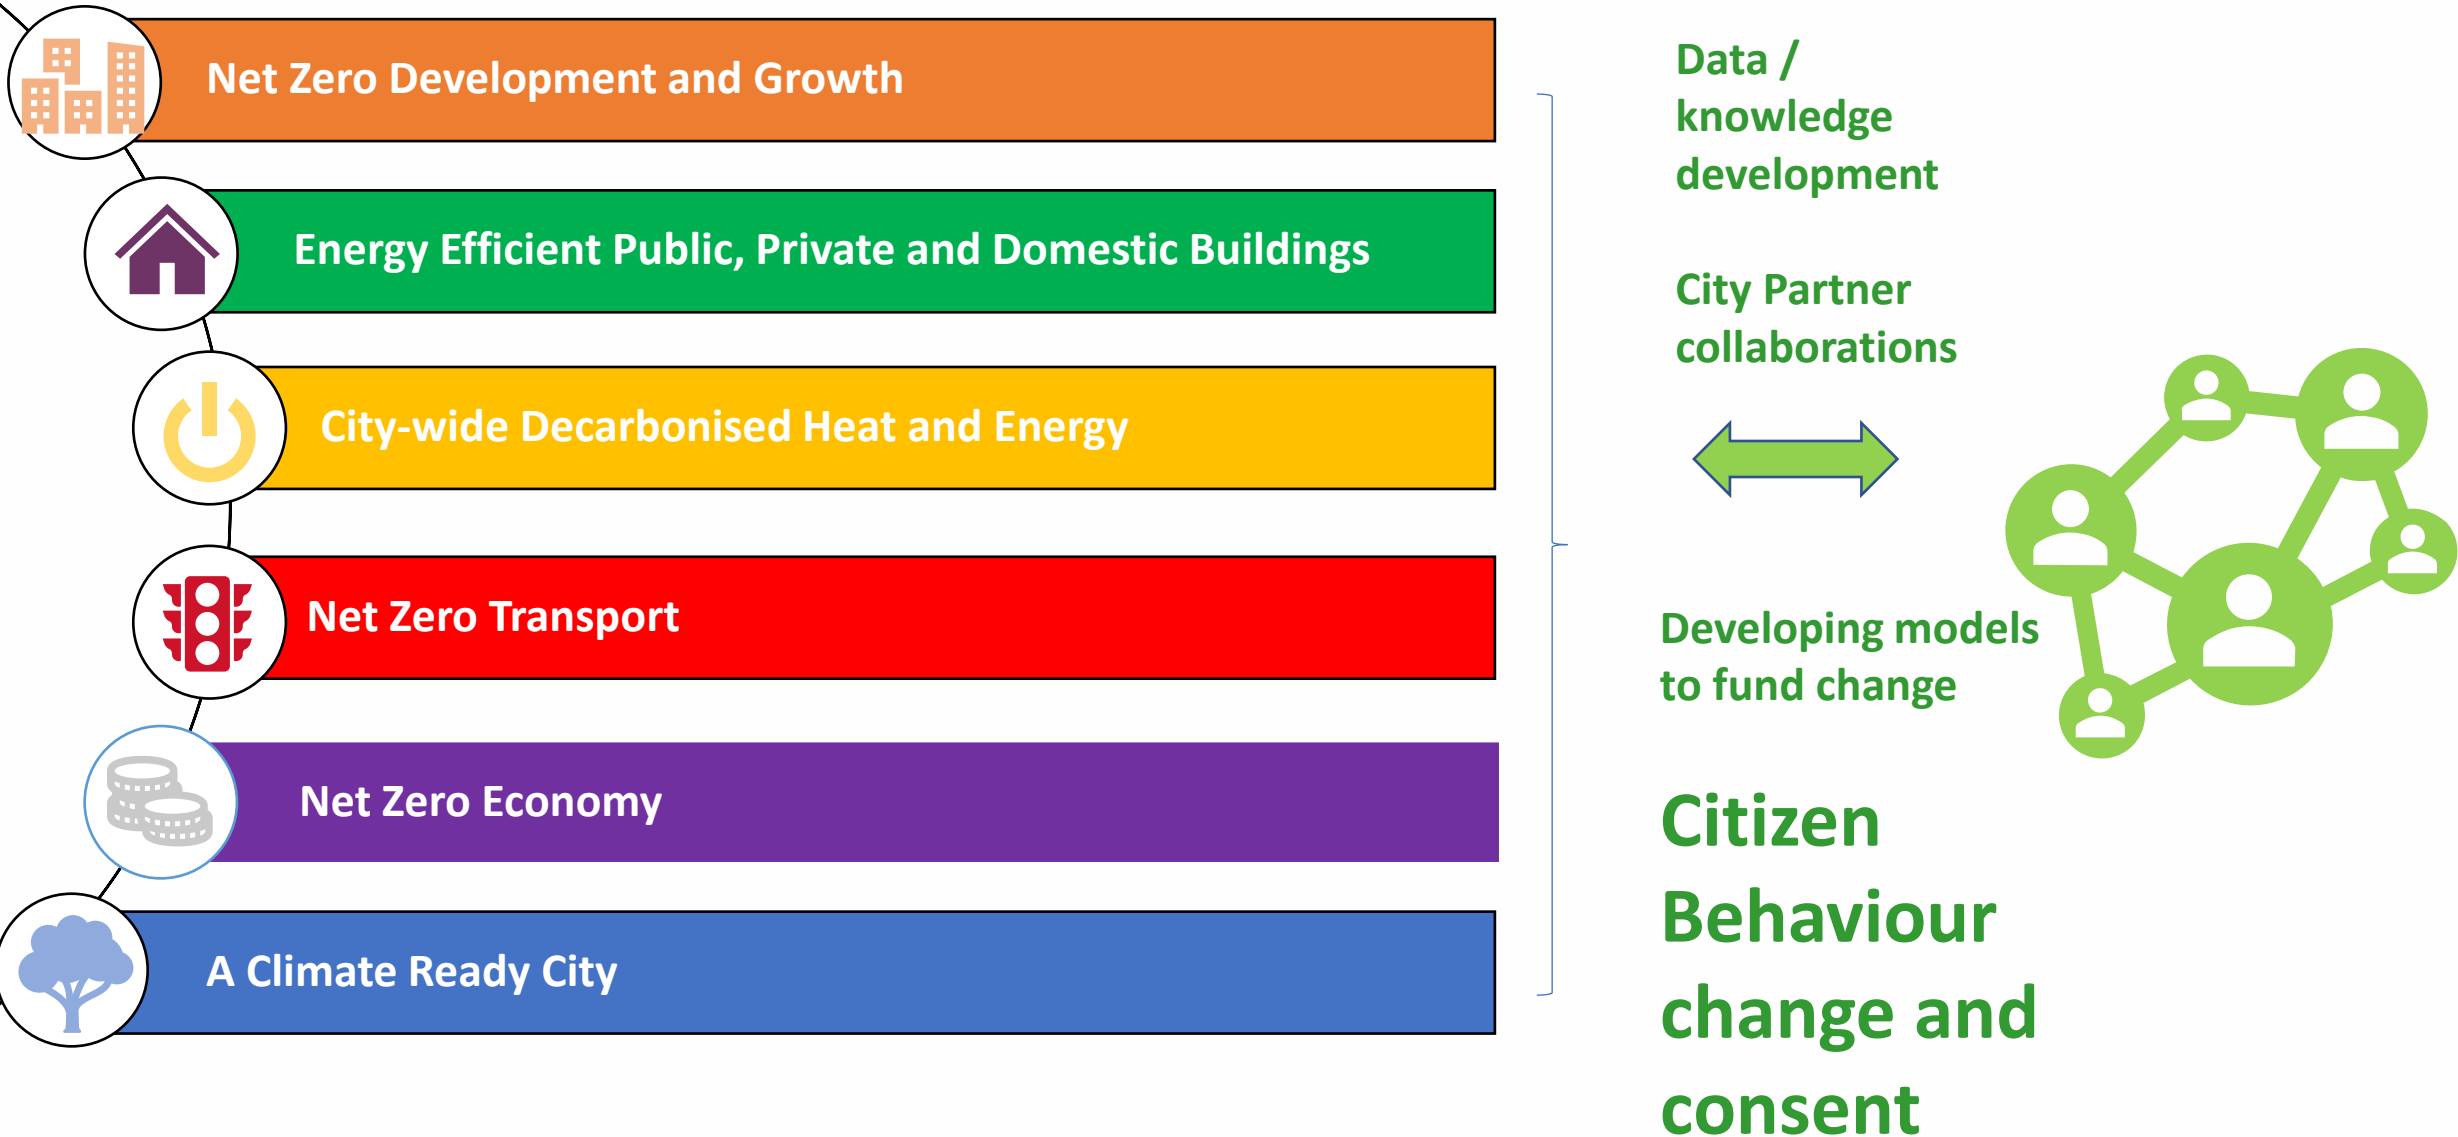 Net Zero Development and Growth
Energy Efficient Public, Private and Domestic Buildings
City-wide Decarbonised Heat and Energy
Net Zero Transport
Net Zero Economy
A Climate Ready City
Data /
knowledge
development
City Partner
collaborations
Developing models
to fund change
Citizen
Behaviour
change and
consent